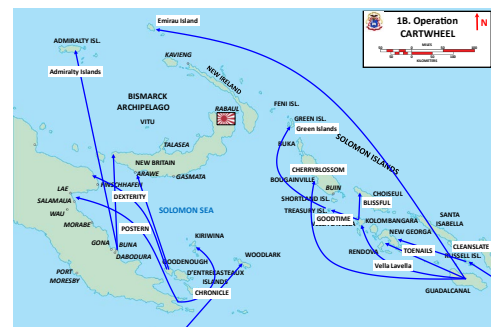 1B. Operation
CARTWHEEL
N
MILES
KILOMETERS
Emirau Island
ADMIRALTY ISL.
Admiralty Islands
KAVIENG
NEW IRELAND
BISMARCK
ARCHIPELAGO
VITU
RABAUL
FENI ISL.
GREEN ISL.
Green Islands
SOLOMON ISLANDS
BUKA
TALASEA
NEW BRITAIN
ARAWE
GASMATA
CHERRYBLOSSOM
BOUGAINVILLE
BUIN
CHOISEUL
SHORTLAND ISL.
BLISSFUL
TREASURY ISL.
GOODTIME
KOLOMBANGARA
SANTA
ISABELLA
NEW GEORGA
CLEANSLATE
RUSSELL ISL.
TOENAILS
RENDOVA
Vella Lavella
GUADALCANAL
FINSCHHAFEN
LAE
SALAMAUA
DEXTERITY
WAU
MOROBE
POSTERN
SOLOMON SEA
GONA
BUNA
DABODURA
KIRIWINA
WOODLARK
PORT
MORESBY
GOODENOUGH
D'ENTRECASTEAUX
ISLANDS
CHRONICLE